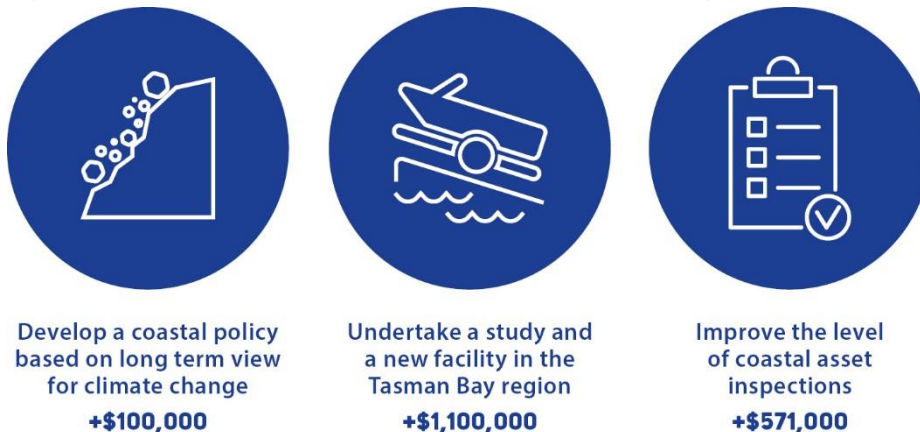 Develop a coastal policy
based on long term view
for climate change
+$100,000
Undertake a study and
a new facility in the
Tasman Bay region
+$1,100,000
Improve the level
of coastal asset
inspections
+$571,000